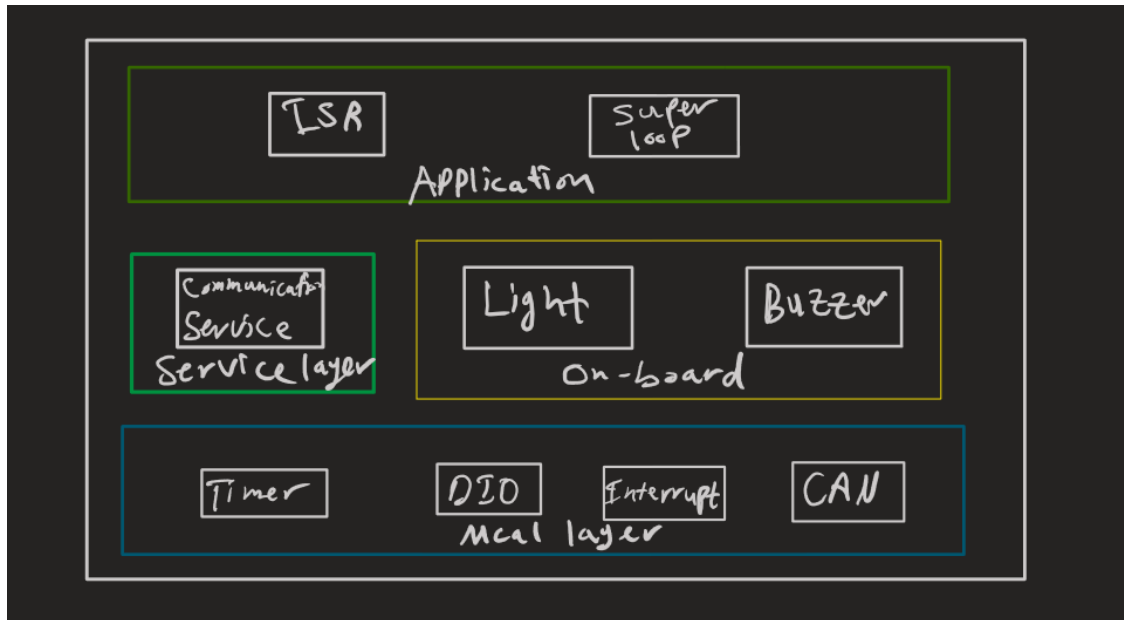 ISR
Super
loop
Application
Communication
Service
Service layer
Light
Buzzer
On-board
Timer
DIO
Interrupt
CAN
Mcal layer